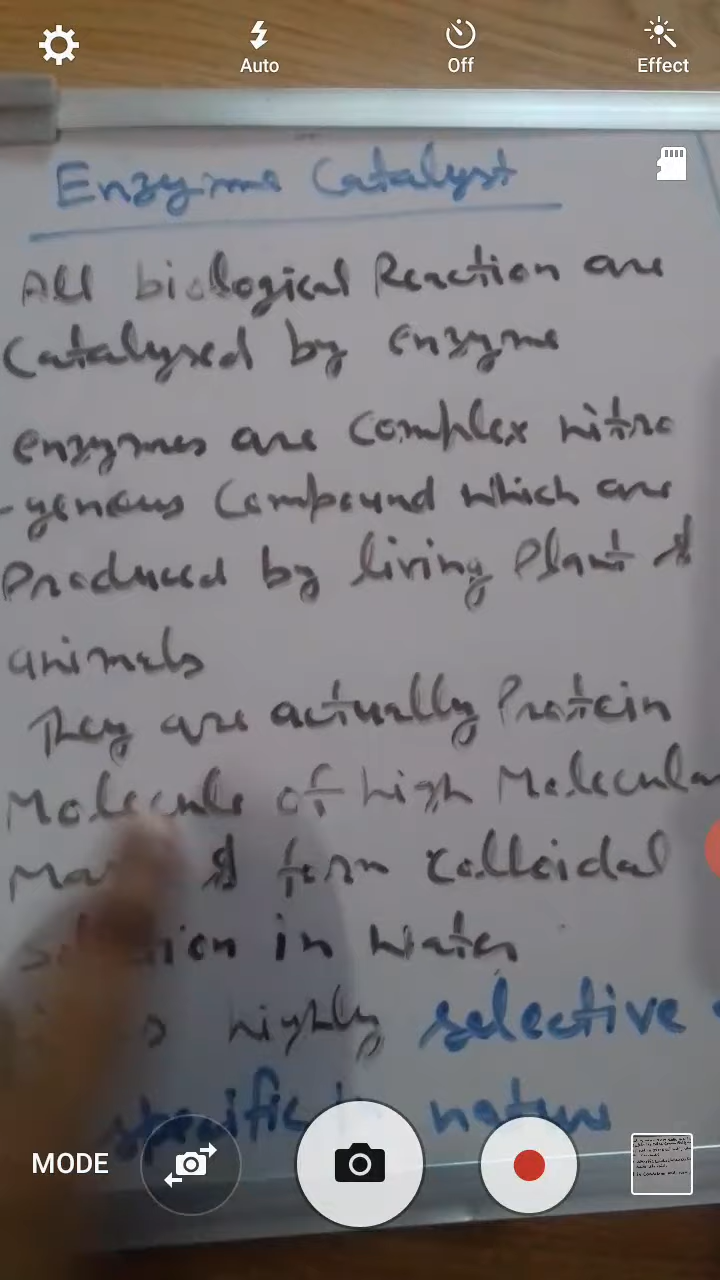 Auto
Off
Effect
Enzyme Catalyst
All biological Reaction are
Catalysed by enzyme
enzymes are complex nitro
-genous Compound which are
Produced by living Plant &
animals
They are actually Protein
Molecule of high Molecular
& form colloidal
in water
highly selective
specific in nature
MODE